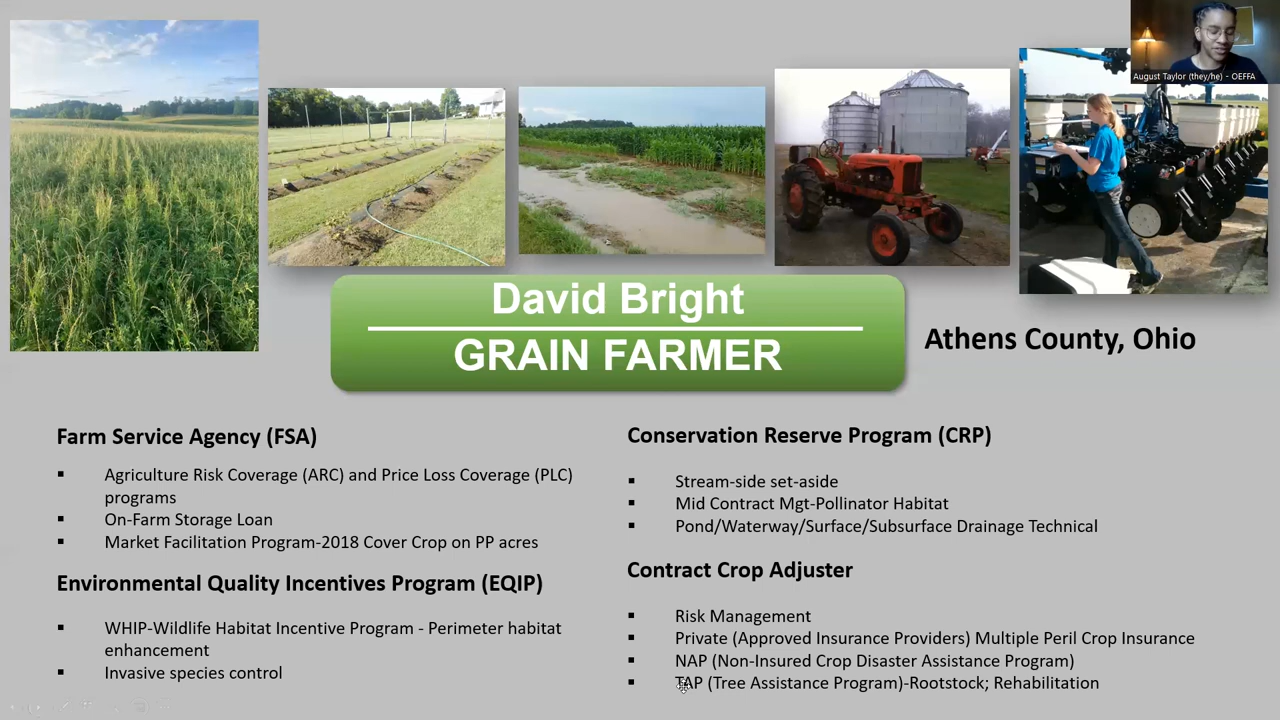 August Taylor (they/he) - OEFFA
David Bright
GRAIN FARMER
Athens County, Ohio
Farm Service Agency (FSA)
Agriculture Risk Coverage (ARC) and Price Loss Coverage (PLC)
programs
On-Farm Storage Loan
Market Facilitation Program-2018 Cover Crop on PP acres
Environmental Quality Incentives Program (EQIP)
WHIP-Wildlife Habitat Incentive Program - Perimeter habitat
enhancement
Invasive species control
Conservation Reserve Program (CRP)
Stream-side set-aside
Mid Contract Mgt-Pollinator Habitat
Pond/Waterway/Surface/Subsurface Drainage Technical
Contract Crop Adjuster
Risk Management
Private (Approved Insurance Providers) Multiple Peril Crop Insurance
NAP (Non-Insured Crop Disaster Assistance Program)
TAP (Tree Assistance Program)-Rootstock; Rehabilitation